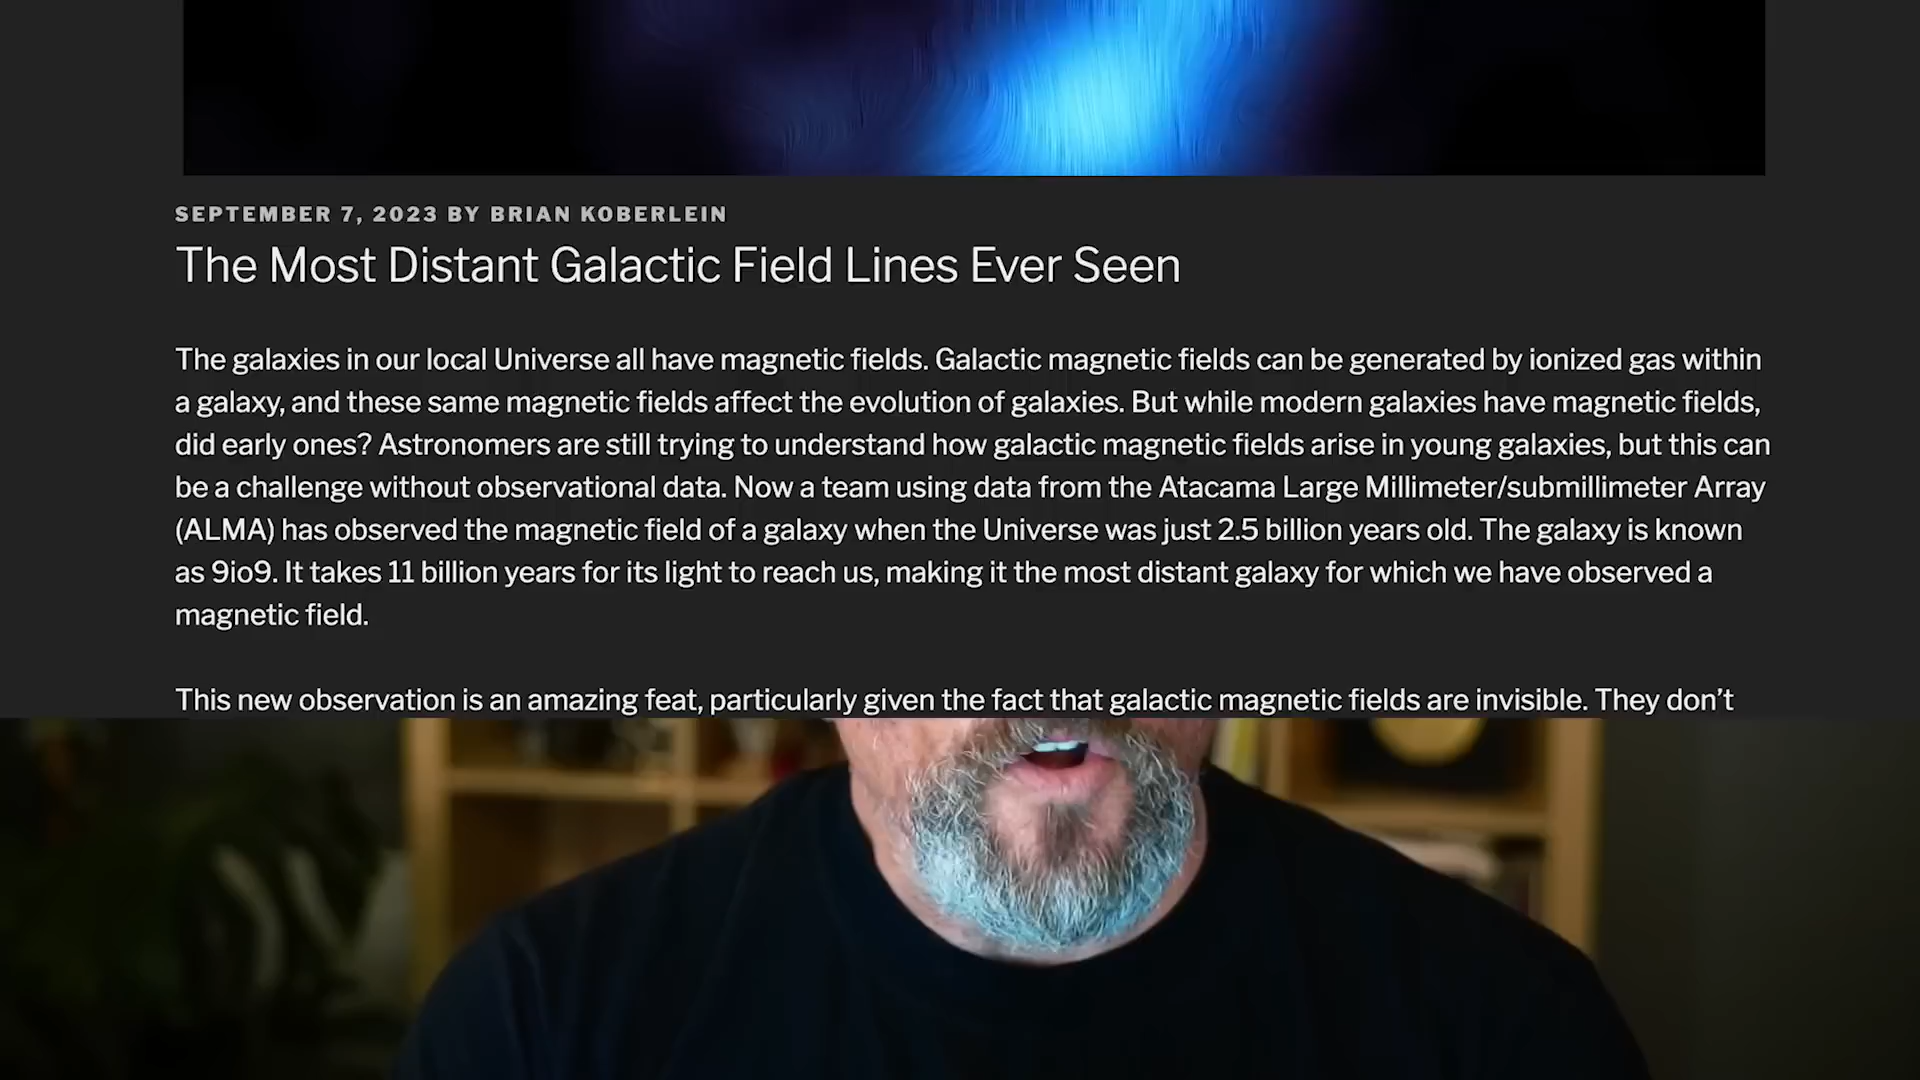 SEPTEMBER 7, 2023 BY BRIAN KOBERLEIN
The Most Distant Galactic Field Lines Ever Seen
The galaxies in our local Universe all have magnetic fields. Galactic magnetic fields can be generated by ionized gas within
a galaxy, and these same magnetic fields affect the evolution of galaxies. But while modern galaxies have magnetic fields,
did early ones? Astronomers are still trying to understand how galactic magnetic fields arise in young galaxies, but this can
be a challenge without observational data. Now a team using data from the Atacama Large Millimeter/submillimeter Array
(ALMA) has observed the magnetic field of a galaxy when the Universe was just 2.5 billion years old. The galaxy is known
as 9io9. It takes 11 billion years for its light to reach us, making it the most distant galaxy for which we have observed a
magnetic field.
This new observation is an amazing feat, particularly given the fact that galactic magnetic fields are invisible. They don’t